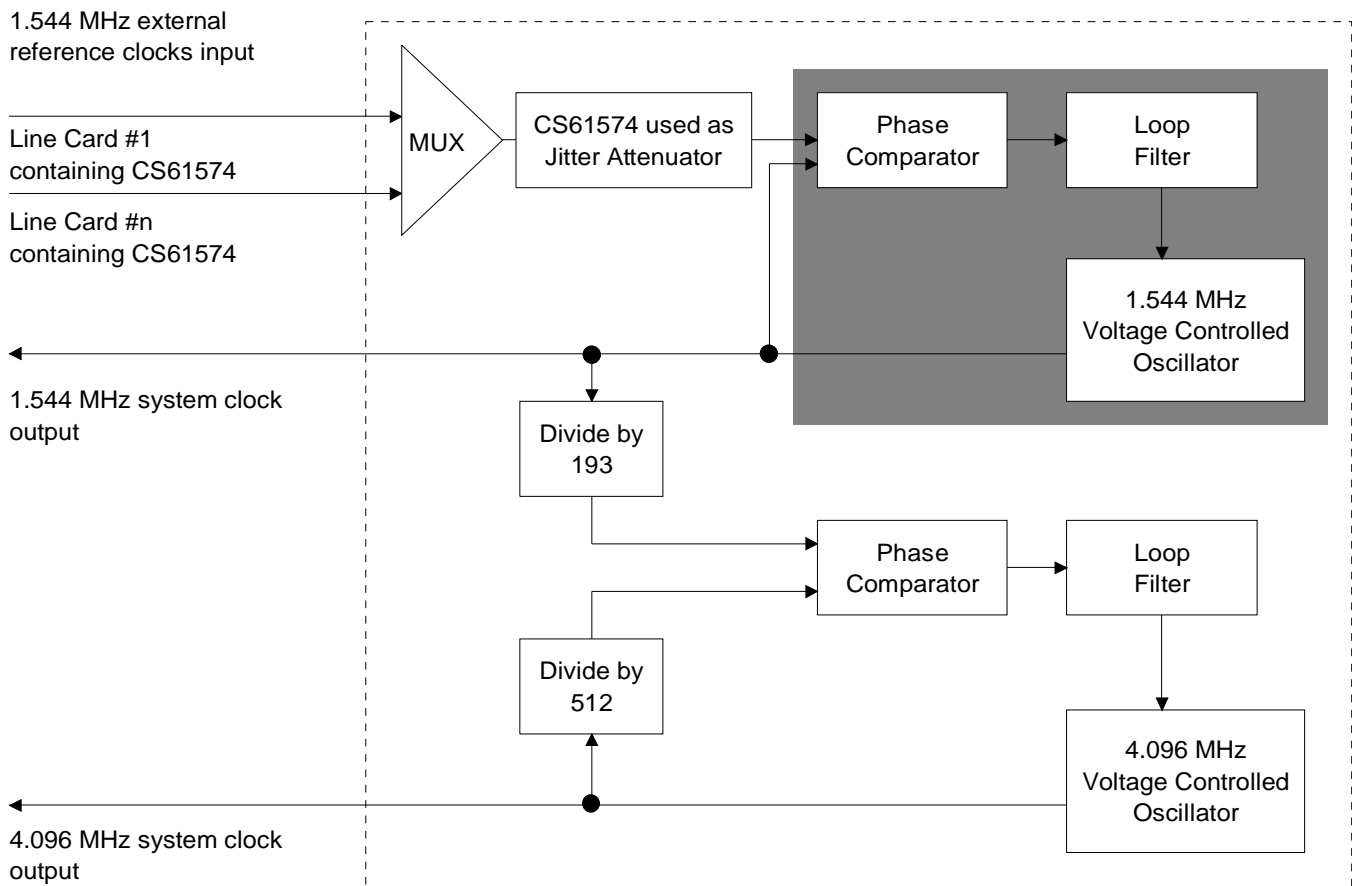 1.544 MHz external
reference clocks input
Line Card #1
containing CS61574
Line Card #n
containing CS61574
MUX
CS61574 used as
Jitter Attenuator
Phase
Comparator
Loop
Filter
1.544 MHz
Voltage Controlled
Oscillator
1.544 MHz system clock
output
Divide by
193
Phase
Comparator
Loop
Filter
Divide by
512
4.096 MHz
Voltage Controlled
Oscillator
4.096 MHz system clock
output